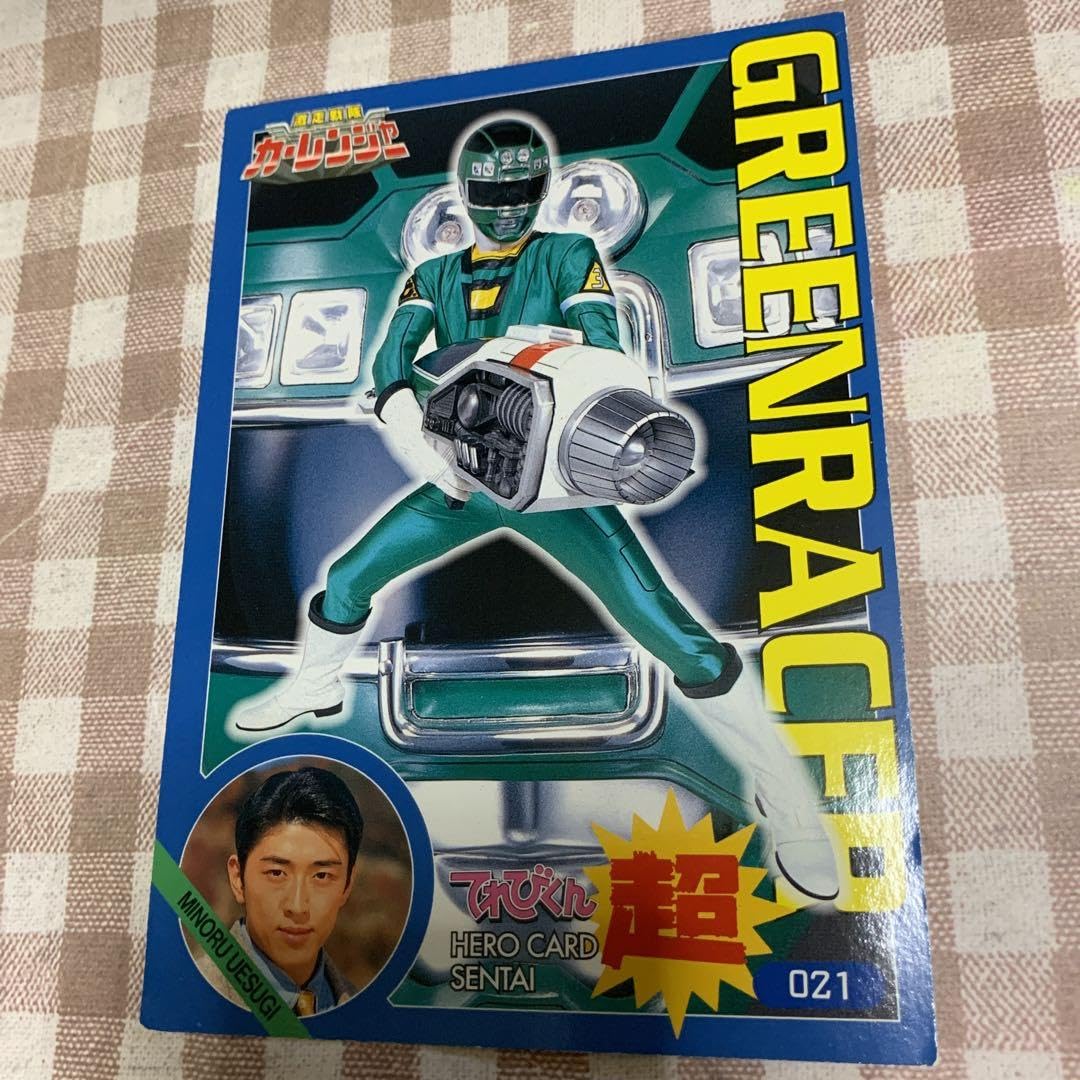 激走戦隊
カーレンジャー
GREENRACER
3
MINORU UESUGI
てれびくん
HERO CARD
SENTAI
超
021